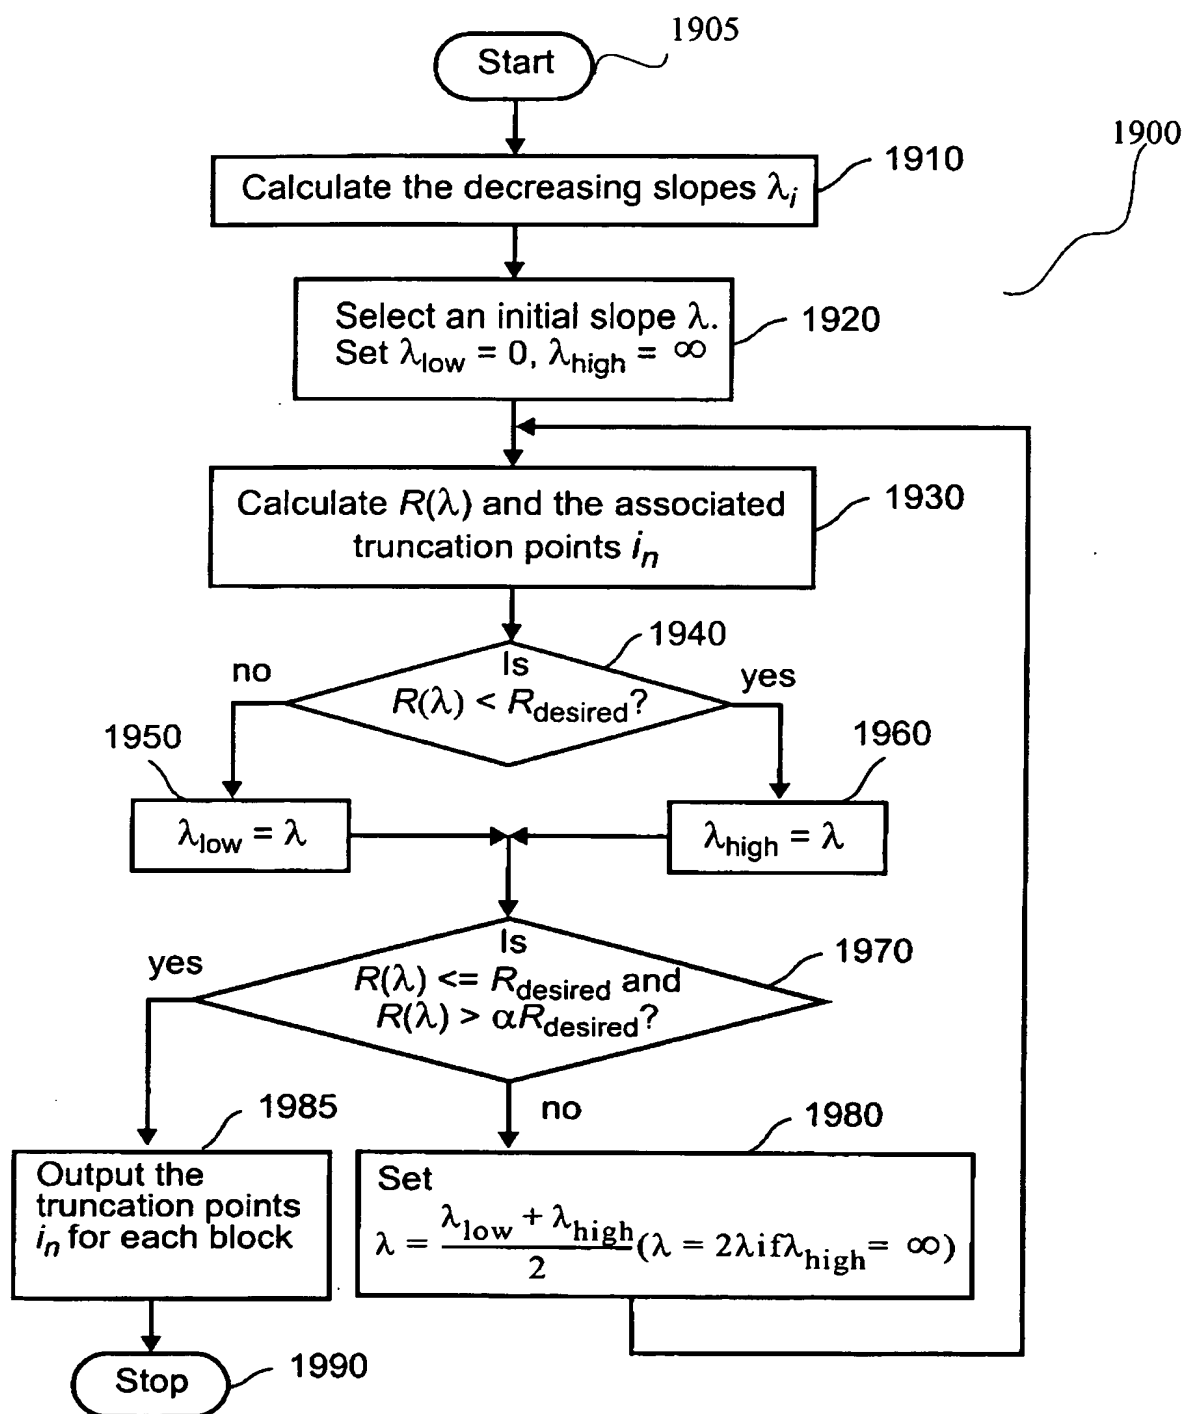 1905
Start
1900
1910
Calculate the decreasing slopes λi
Select an initial slope λ.
1920
Set λlow = 0, λhigh = ∞
Calculate R(λ) and the associated
1930
truncation points in
1940
no
Is
yes
R(λ) < Rdesired?
1950
1960
λlow = λ
λhigh = λ
Is
yes
1970
R(λ) <= Rdesired and
R(λ) > αRdesired?
1985
no
1980
Output the
truncation points
in for each block
Set
λ = λlow + λhigh / 2 (λ = 2λifλhigh = ∞)
Stop
1990